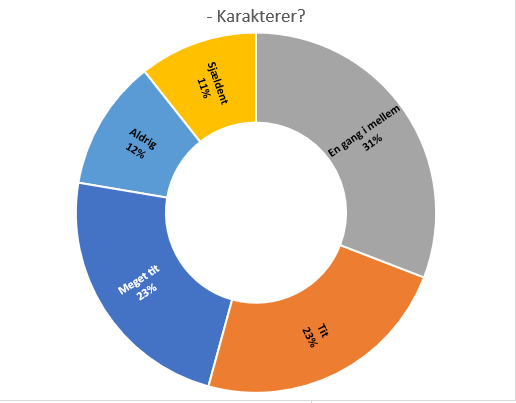 - Karakterer?
En gang i mellem
31%
Tit
23%
Meget tit
23%
Aldrig
12%
Sjældent
11%